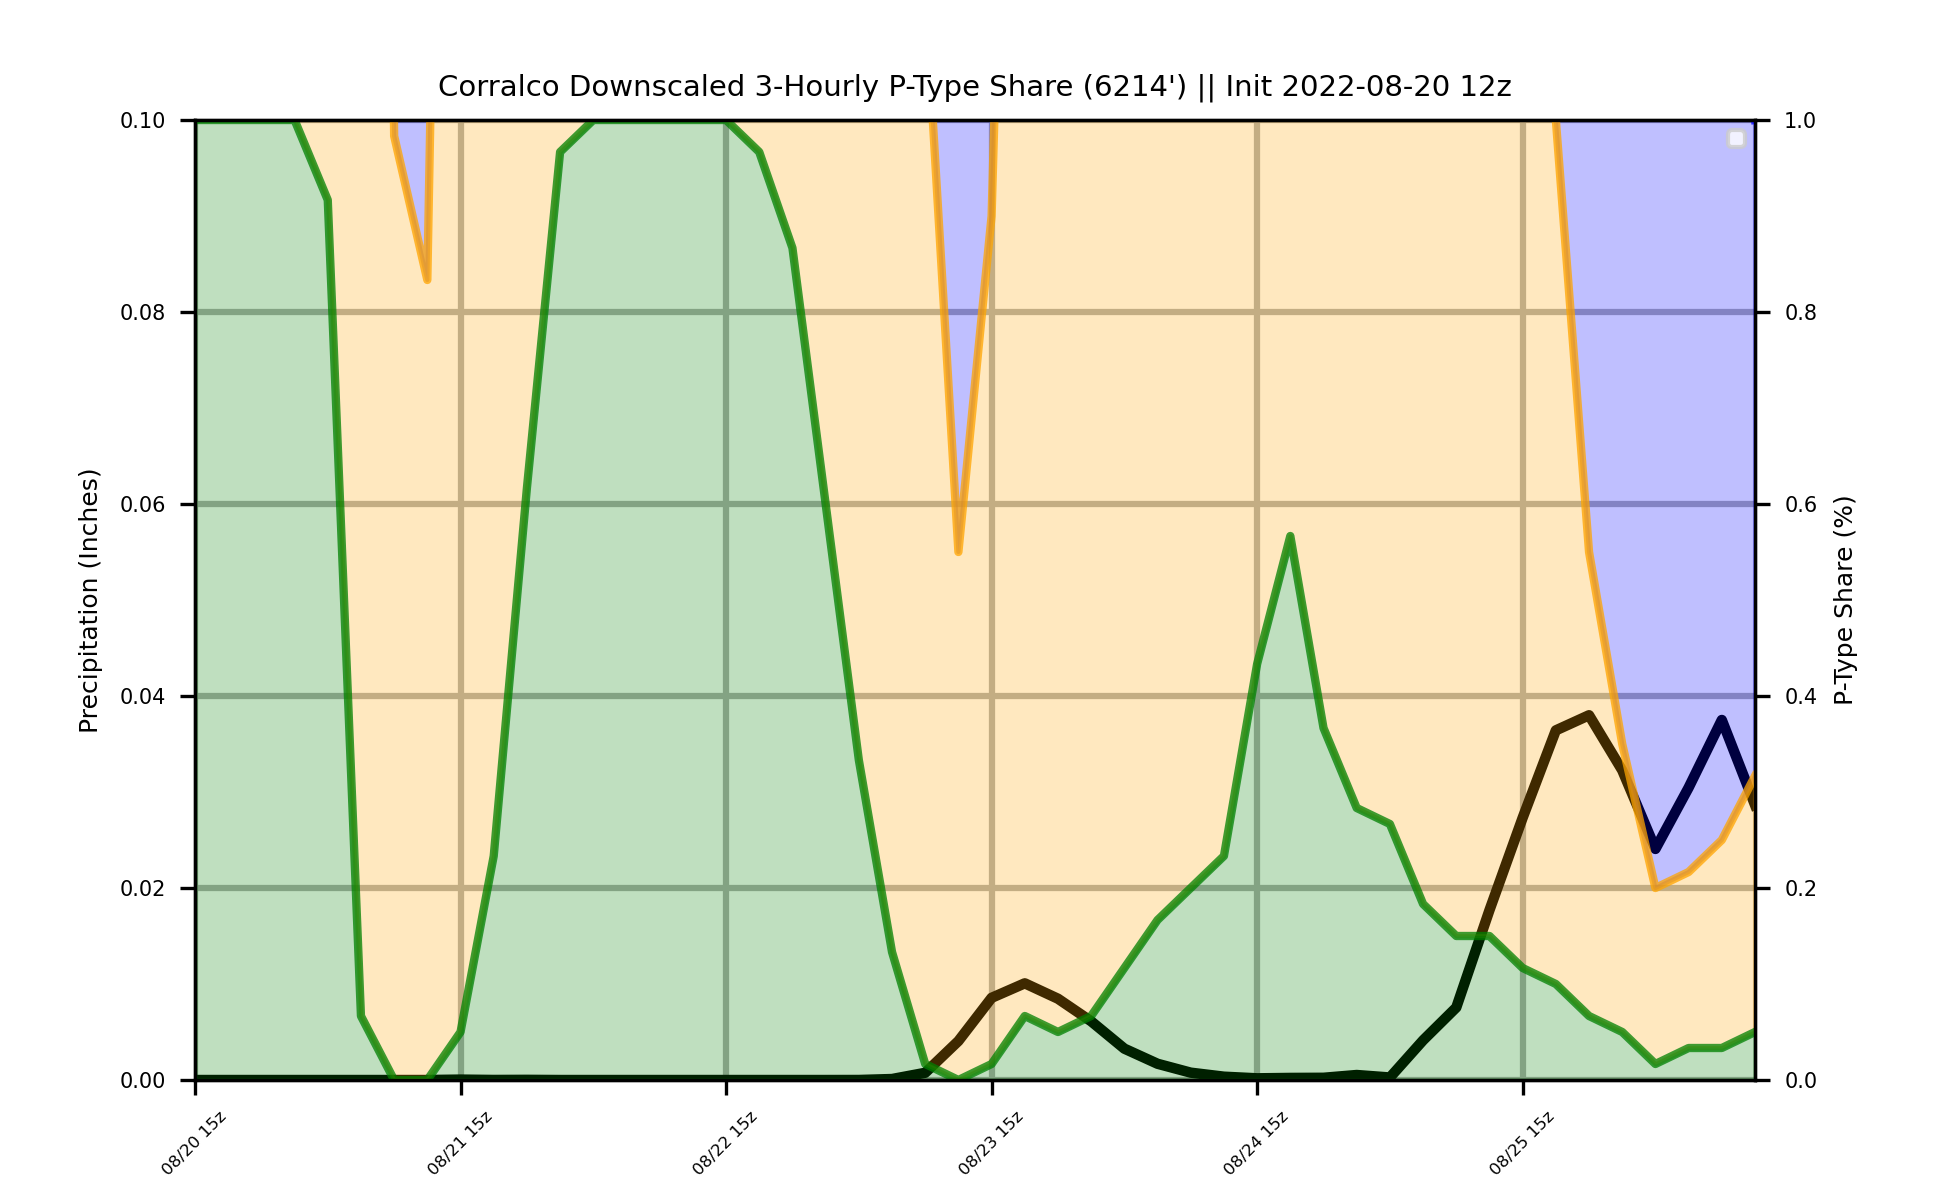 Corralco Downscaled 3-Hourly P-Type Share (6214') || Init 2022-08-20 12z
0.10
0.08
0.06
0.04
0.02
0.00
Precipitation (Inches)
1.0
0.8
0.6
0.4
0.2
0.0
P-Type Share (%)
08/20 15z
08/21 15z
08/22 15z
08/23 15z
08/24 15z
08/25 15z